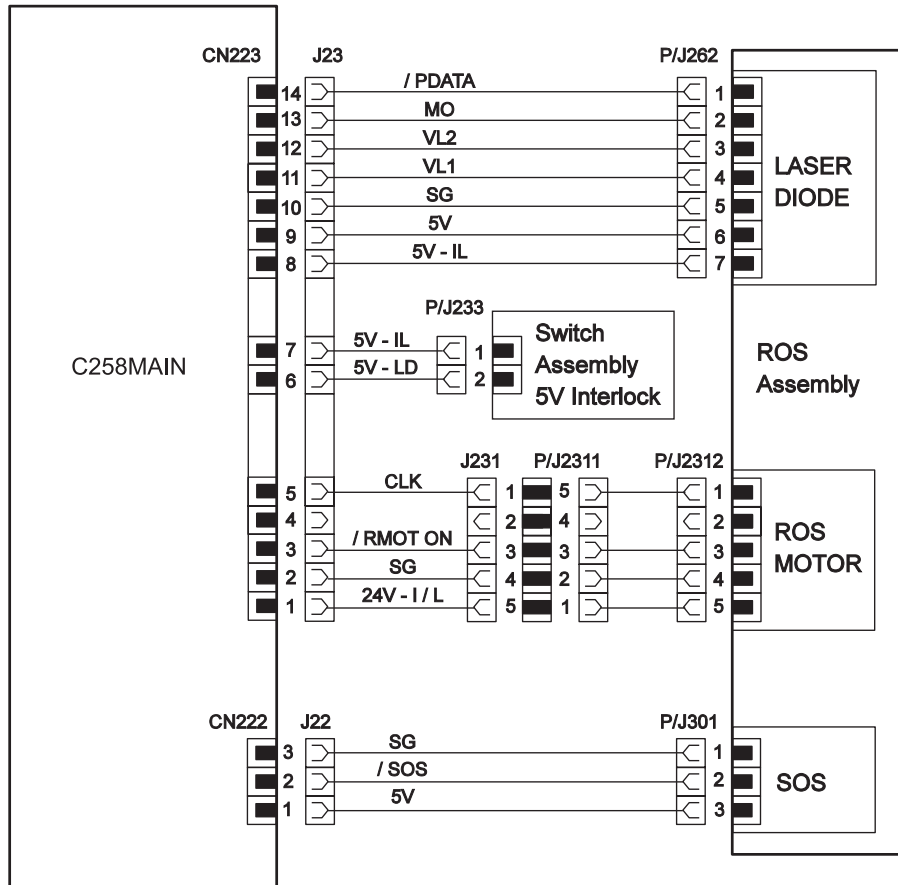 CN223 J23 P/J262
14 / PDATA 1
13 MO 2
12 VL2 3
11 VL1 4
10 SG 5
9 5V 6
8 5V - IL 7
LASER
DIODE
P/J233
7 5V - IL 1
6 5V - LD 2
Switch
Assembly
5V Interlock
C258MAIN
ROS
Assembly
J231 P/J2311 P/J2312
5 CLK 1 5 1
4 2 4 2
3 / RMOT ON 3 3 3
2 SG 4 2 4
1 24V - I / L 5 1 5
ROS
MOTOR
CN222 J22 P/J301
3 SG 1
2 / SOS 2
1 5V 3
SOS